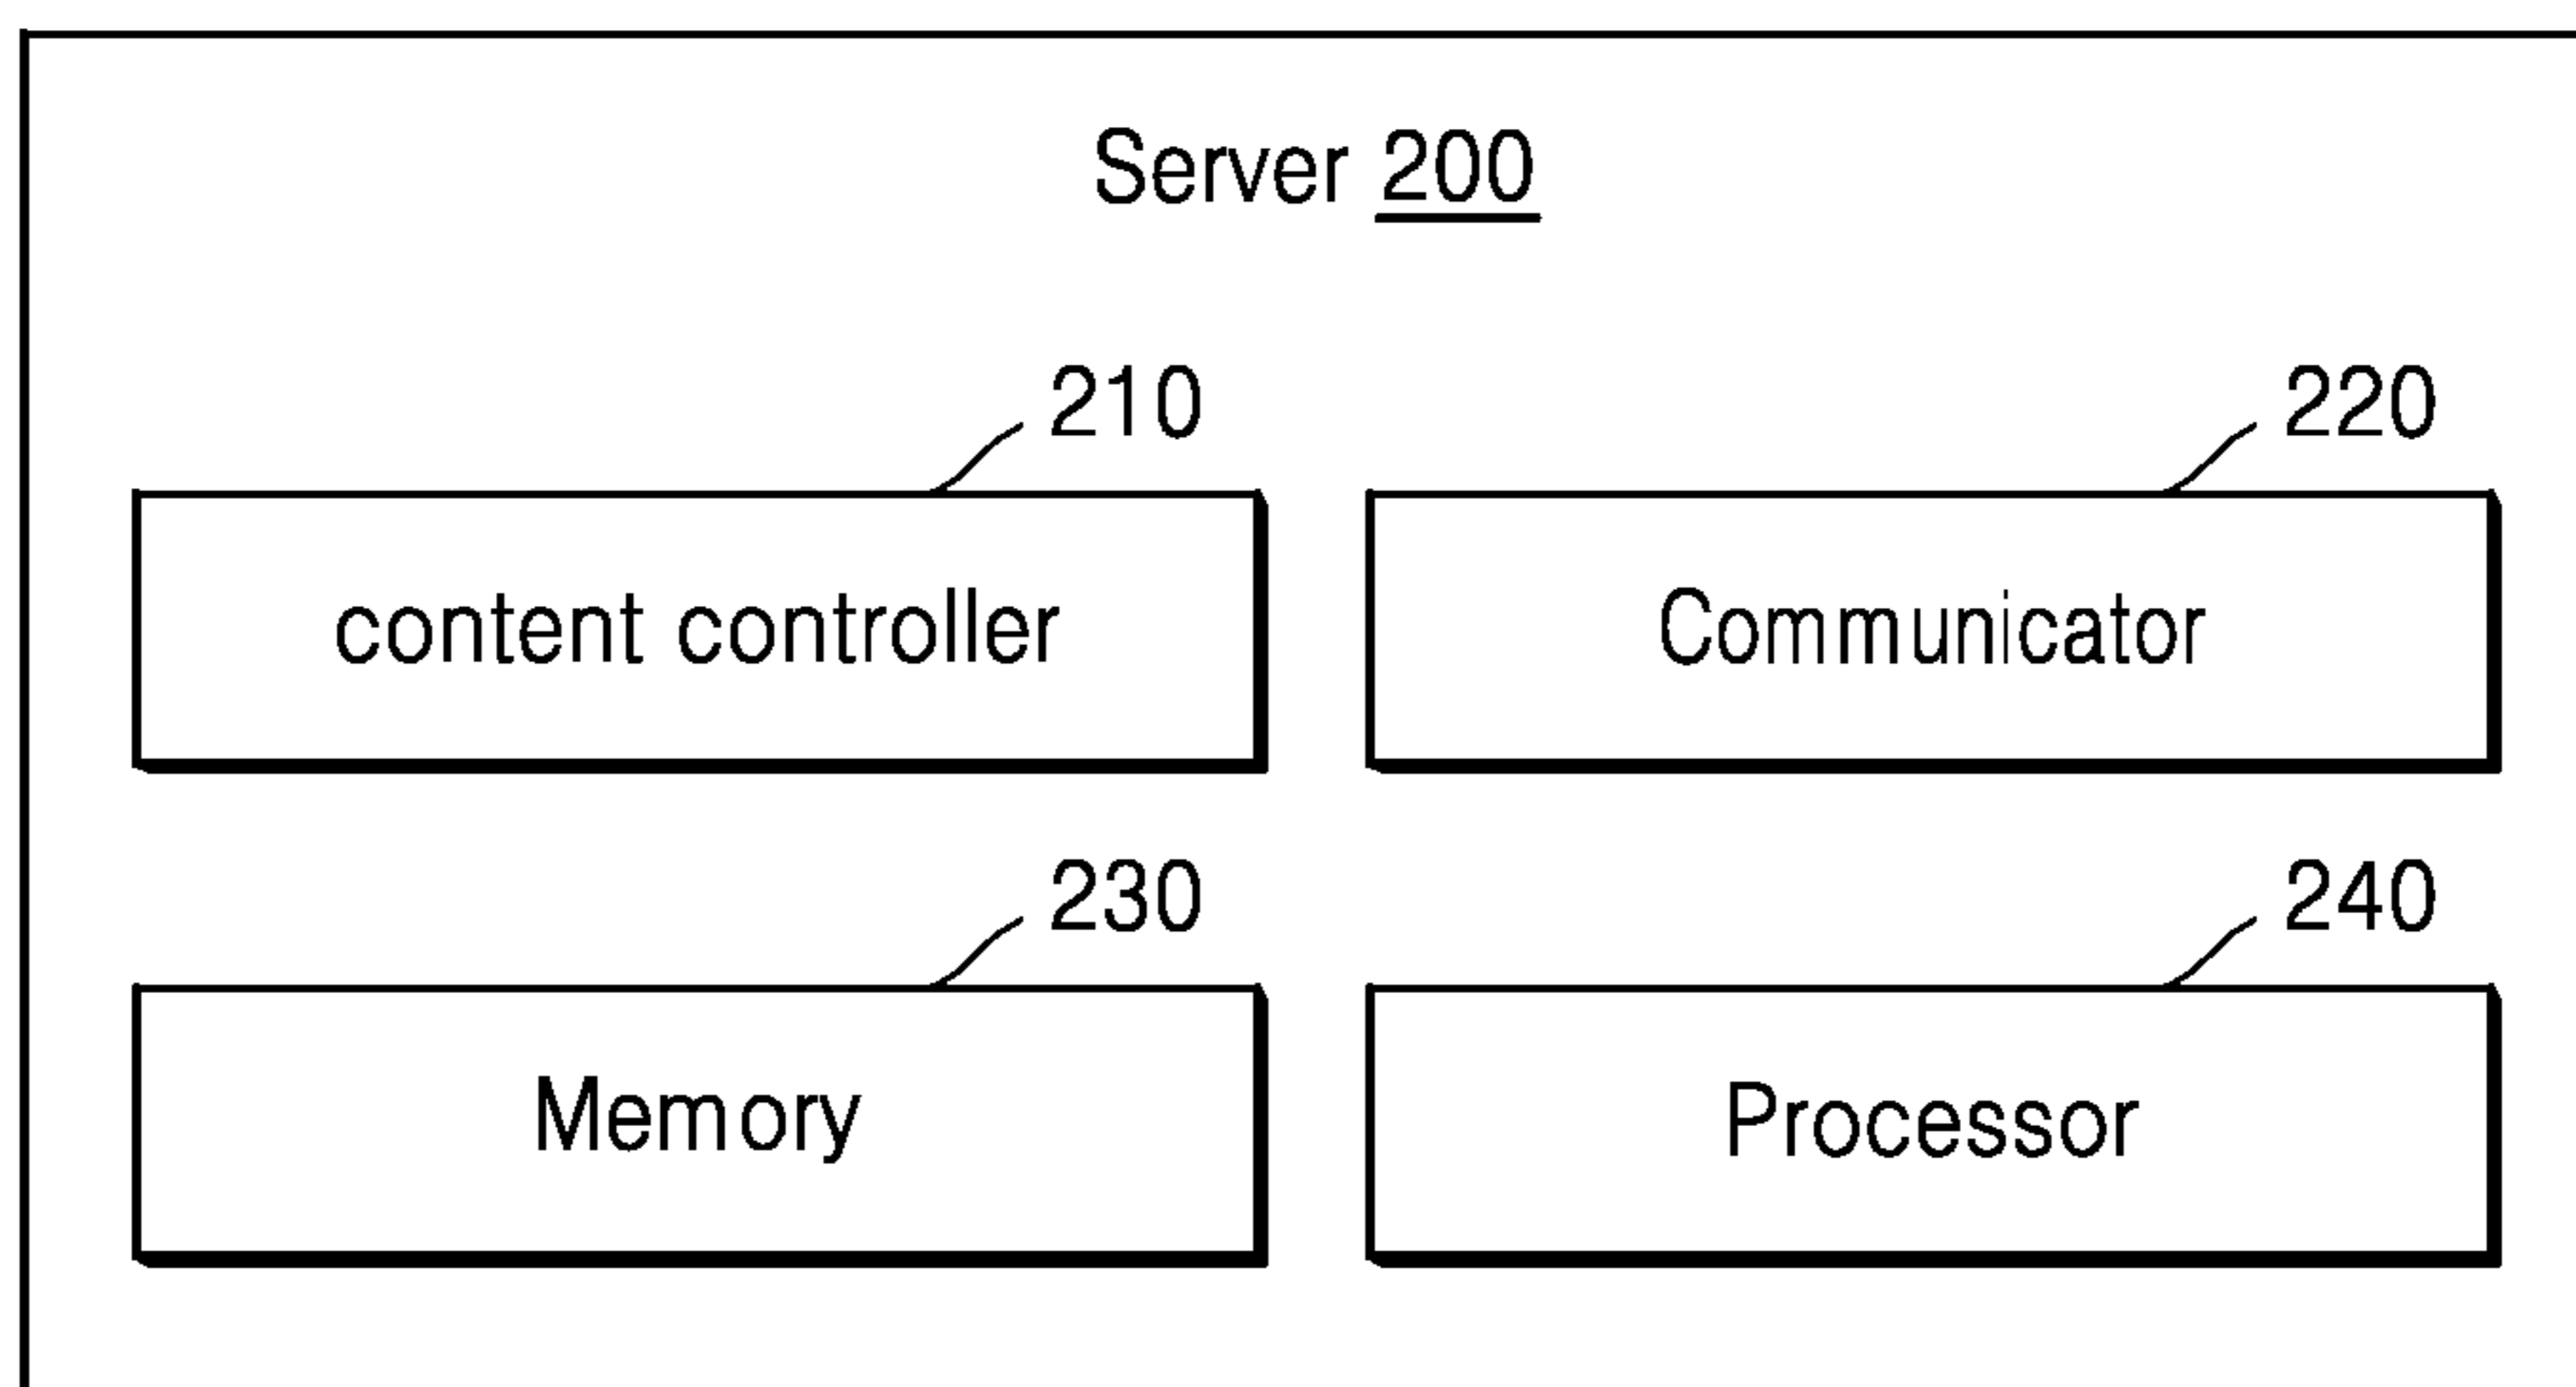 Server 200
210
220
content controller
Communicator
230
240
Memory
Processor